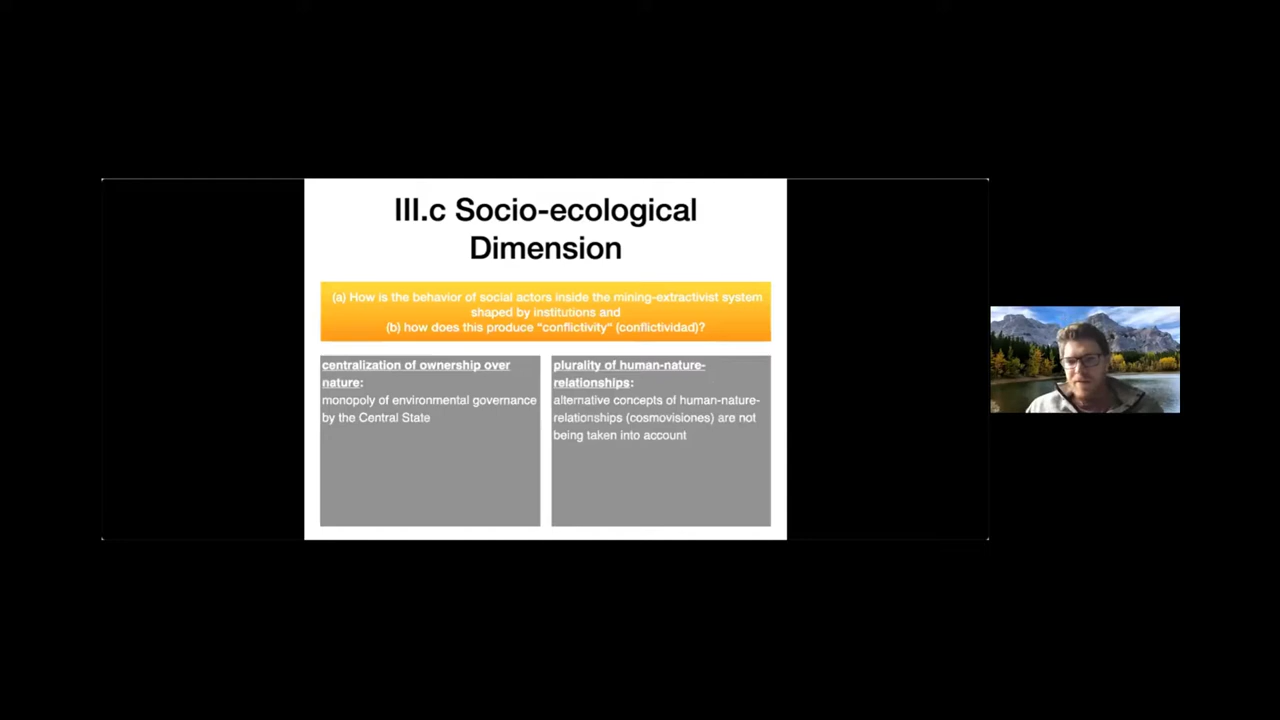 III.c Socio-ecological
Dimension
(a) How is the behavior of social actors inside the mining-extractivist system
shaped by institutions and
(b) how does this produce "conflictivity" (conflictividad)?
centralization of ownership over
nature:
monopoly of environmental governance
by the Central State
plurality of human-nature-
relationships:
alternative concepts of human-nature-
relationships (cosmovisiones) are not
being taken into account